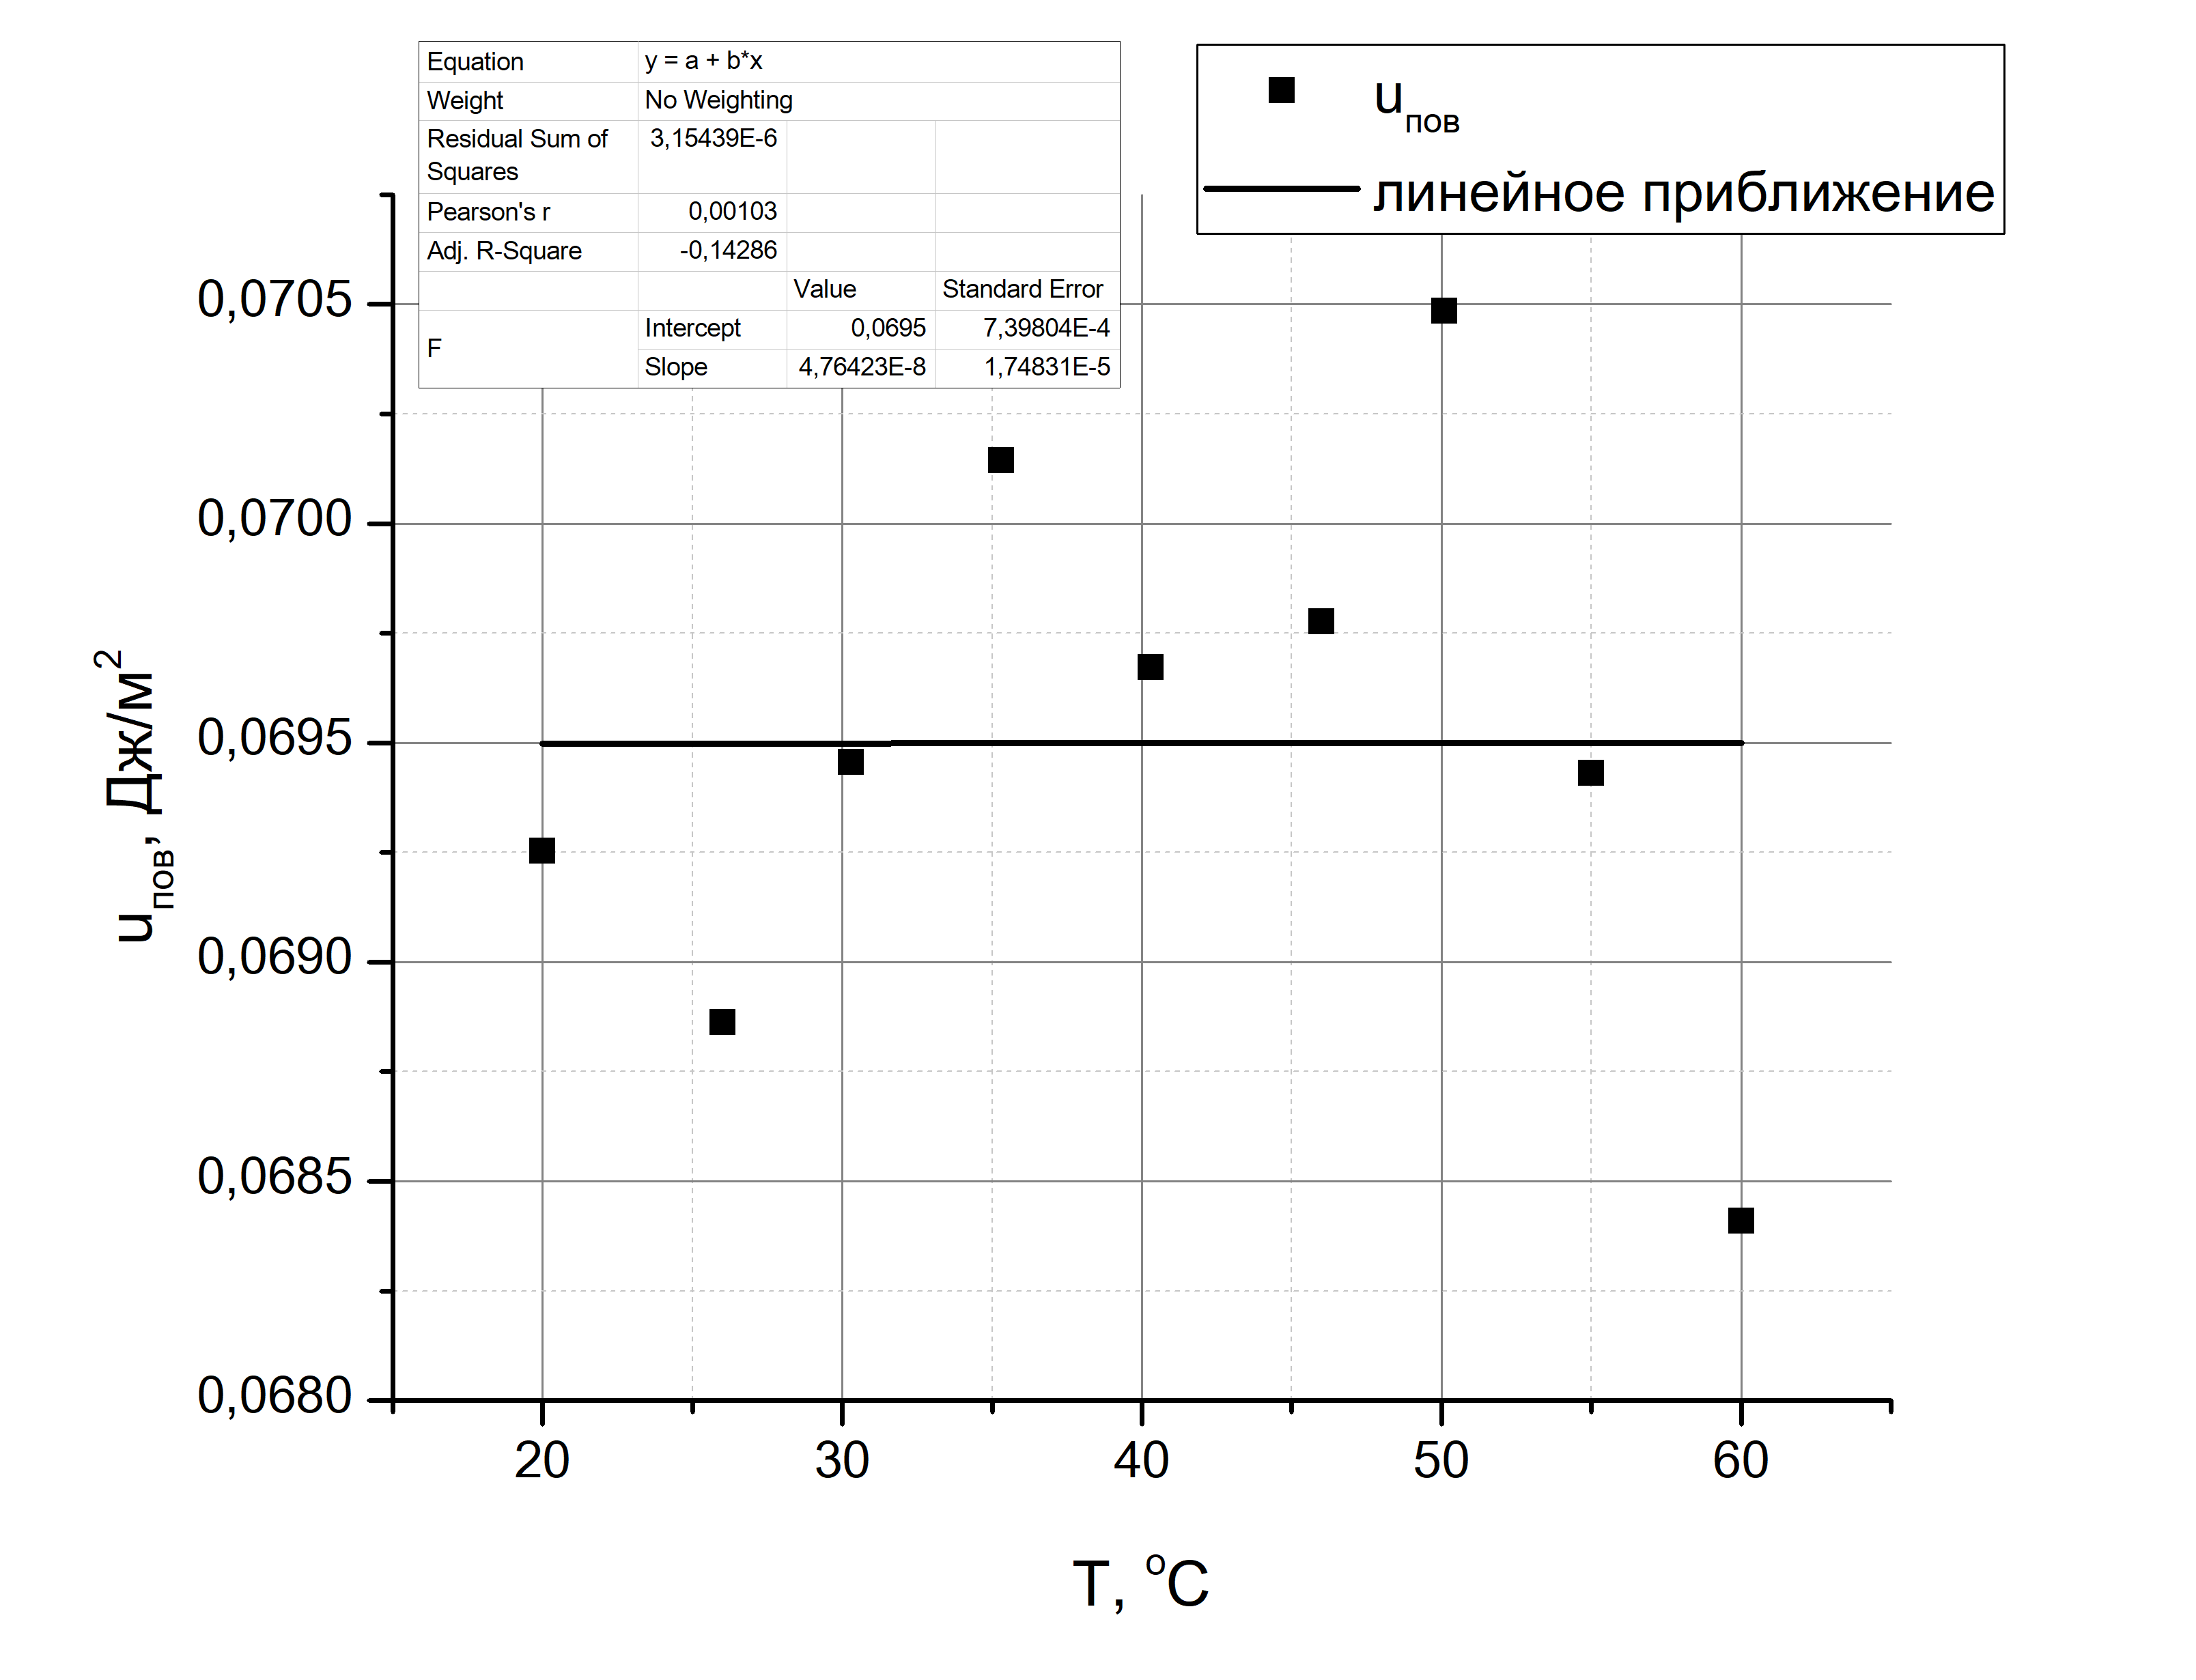 Equation y = a + b*x
Weight No Weighting
Residual Sum of Squares 3,15439E-6
Pearson's r 0,00103
Adj. R-Square -0,14286
Value Standard Error
F Intercept 0,0695 7,39804E-4
Slope 4,76423E-8 1,74831E-5
uпов
линейное приближение
0,0705
0,0700
0,0695
0,0690
0,0685
0,0680
uпов, Дж/м²
20 30 40 50 60
T, °C